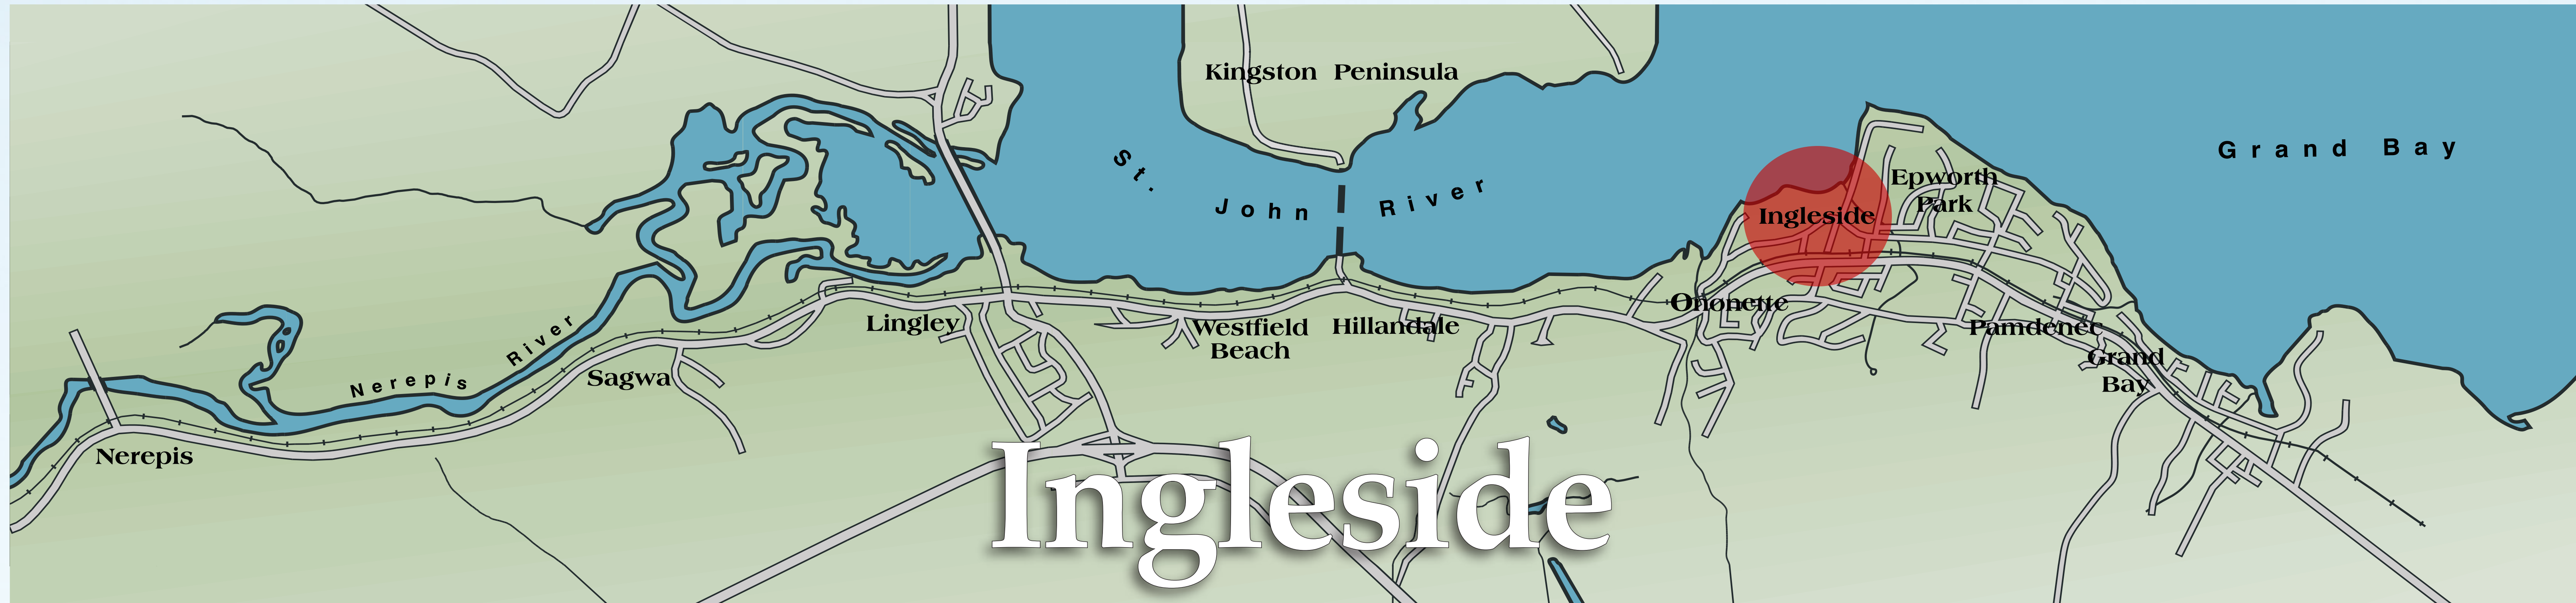 Kingston Peninsula
St. John River
Grand Bay
Epworth
Park
Ingleside
Ononette
Lingley
Westfield
Beach
Hillandale
Pamdenec
Grand
Bay
Nerepis River
Sagwa
Nerepis
Ingleside